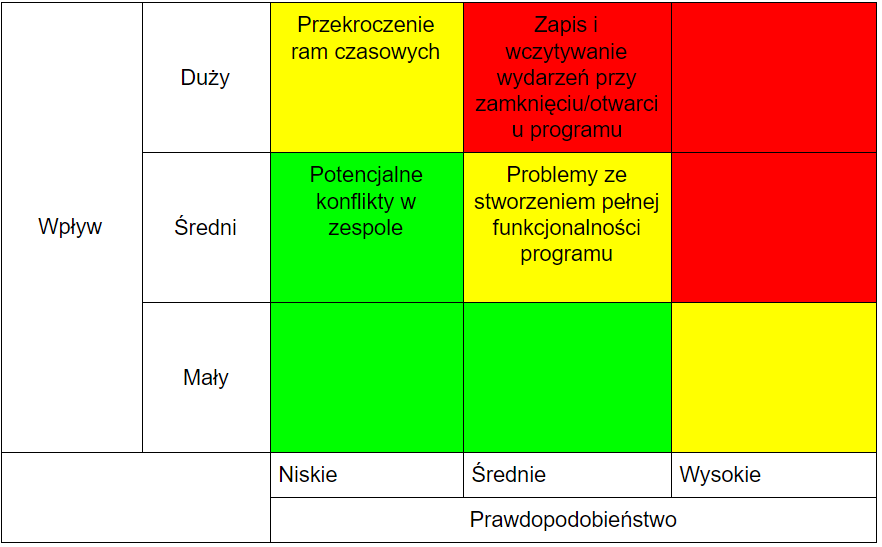 Wpływ
Duży
Przekroczenie
ram czasowych
Zapis i
wczytywanie
wydarzeń przy
zamknięciu/otwarci
u programu
Średni
Potencjalne
konflikty w
zespole
Problemy ze
stworzeniem pełnej
funkcjonalności
programu
Mały
Niskie
Średnie
Wysokie
Prawdopodobieństwo